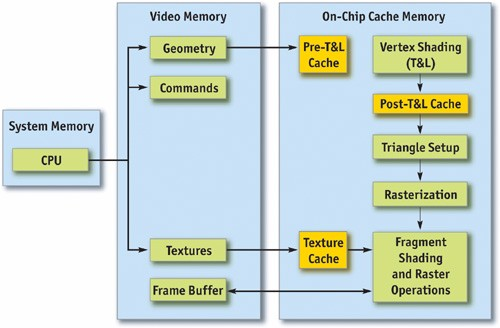 Video Memory
On-Chip Cache Memory
Geometry
Pre-T&L
Cache
Vertex Shading
(T&L)
Commands
Post-T&L Cache
System Memory
CPU
Triangle Setup
Rasterization
Textures
Texture
Cache
Fragment
Shading
and Raster
Operations
Frame Buffer